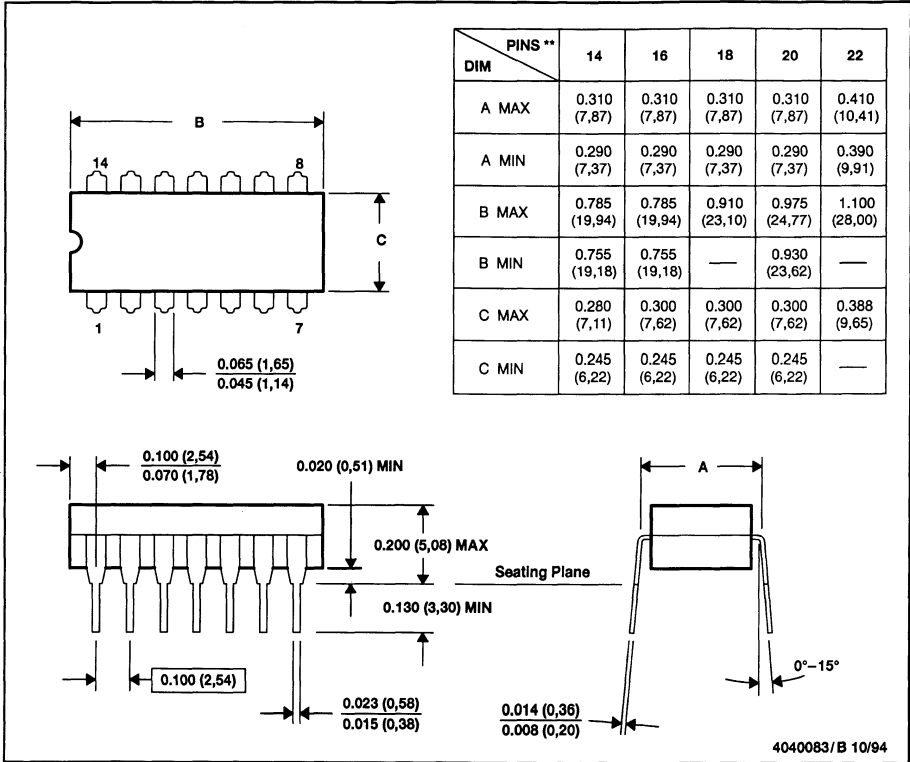 PINS **
DIM
14 16 18 20 22
A MAX 0.310 0.310 0.310 0.310 0.410
(7,87) (7,87) (7,87) (7,87) (10,41)
A MIN 0.290 0.290 0.290 0.290 0.390
(7,37) (7,37) (7,37) (7,37) (9,91)
B MAX 0.785 0.785 0.910 0.975 1.100
(19,94) (19,94) (23,10) (24,77) (28,00)
B MIN 0.755 0.755 — 0.930 —
(19,18) (19,18) (23,62)
C MAX 0.280 0.300 0.300 0.300 0.388
(7,11) (7,62) (7,62) (7,62) (9,65)
C MIN 0.245 0.245 0.245 0.245 —
(6,22) (6,22) (6,22) (6,22)
B
14 8
C
1 7
0.065 (1,65)
0.045 (1,14)
0.100 (2,54)
0.070 (1,78)
0.020 (0,51) MIN
A
0.200 (5,08) MAX
Seating Plane
0.130 (3,30) MIN
0.100 (2,54)
0°–15°
0.023 (0,58)
0.015 (0,38)
0.014 (0,36)
0.008 (0,20)
4040083/B 10/94